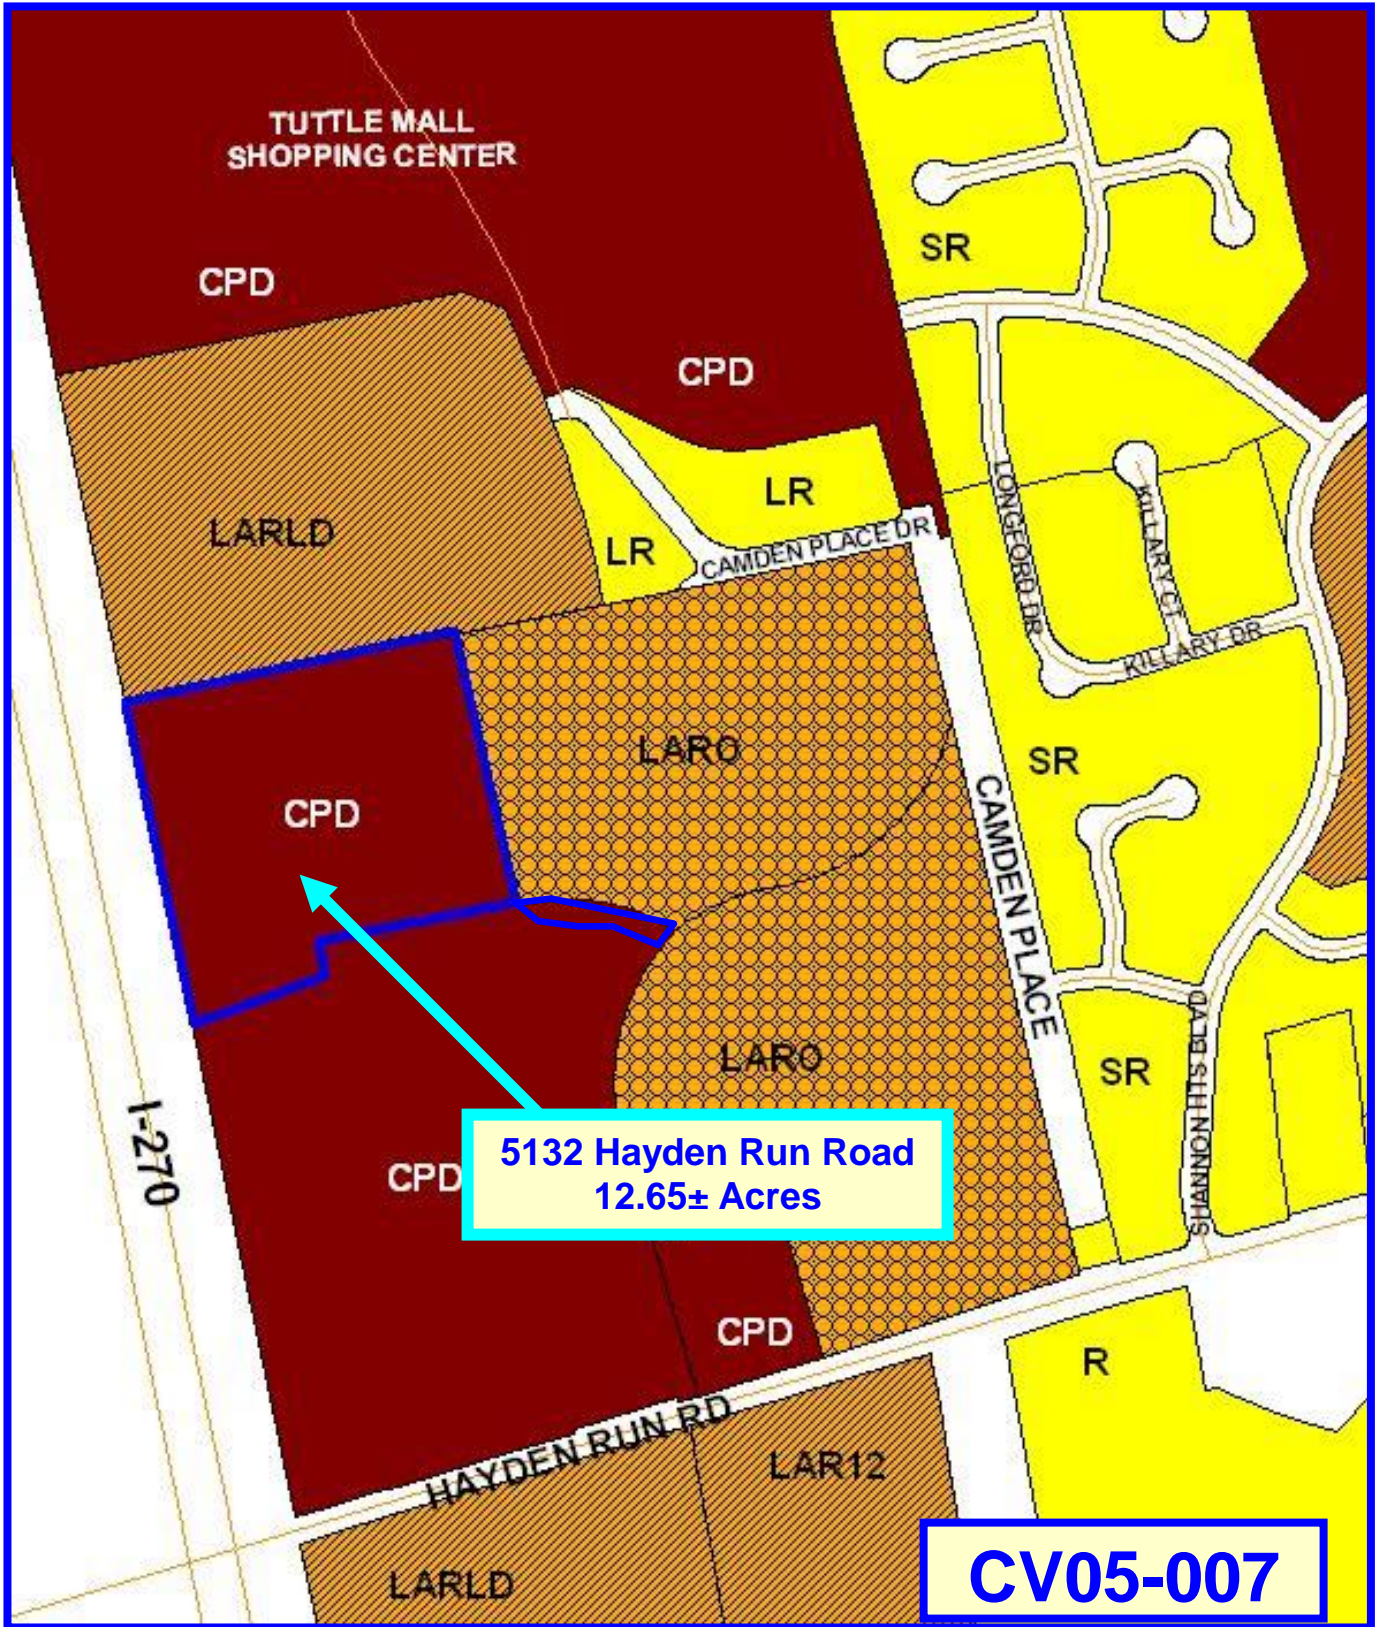 TUTTLE MALL
SHOPPING CENTER
CPD
SR
CPD
LR
LARLD
LR
CAMDEN PLACE DR
LONGFORD DR
KILLARY CT
KILLARY DR
LARO
SR
CPD
CAMDEN PLACE
LARO
SR
SHANNON HTS BLVD
I-270
5132 Hayden Run Road
12.65± Acres
CPD
CPD
R
HAYDEN RUN RD
LAR12
LARLD
CV05-007